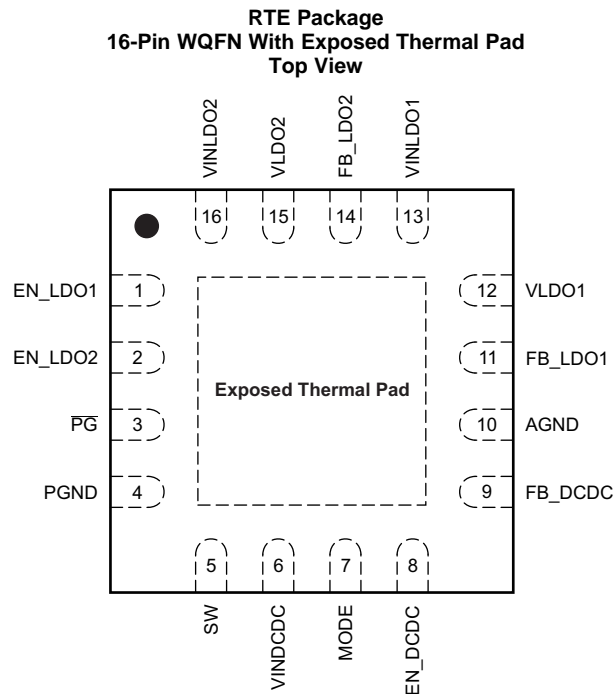 RTE Package
16-Pin WQFN With Exposed Thermal Pad
Top View
VINLDO2
VLDO2
FB_LDO2
VINLDO1
16
15
14
13
EN_LDO1 1
12 VLDO1
EN_LDO2 2
11 FB_LDO1
Exposed Thermal Pad
P̅G̅ 3
10 AGND
PGND 4
9 FB_DCDC
5
6
7
8
SW
VINDCDC
MODE
EN_DCDC